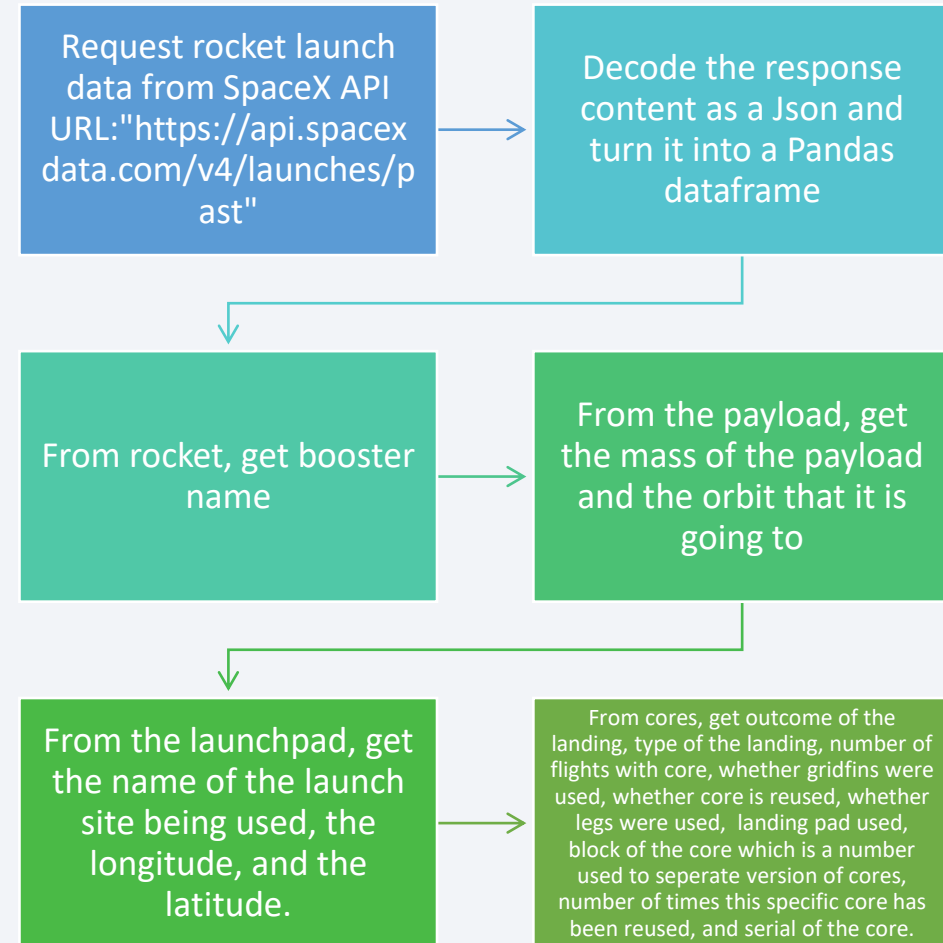 Request rocket launch
data from SpaceX API
URL:"https://api.spacex
data.com/v4/launches/p
ast"
Decode the response
content as a Json and
turn it into a Pandas
dataframe
From rocket, get booster
name
From the payload, get
the mass of the payload
and the orbit that it is
going to
From the launchpad, get
the name of the launch
site being used, the
longitude, and the
latitude.
From cores, get outcome of the
landing, type of the landing, number of
flights with core, whether gridfins were
used, whether core is reused, whether
legs were used, landing pad used,
block of the core which is a number
used to seperate version of cores,
number of times this specific core has
been reused, and serial of the core.